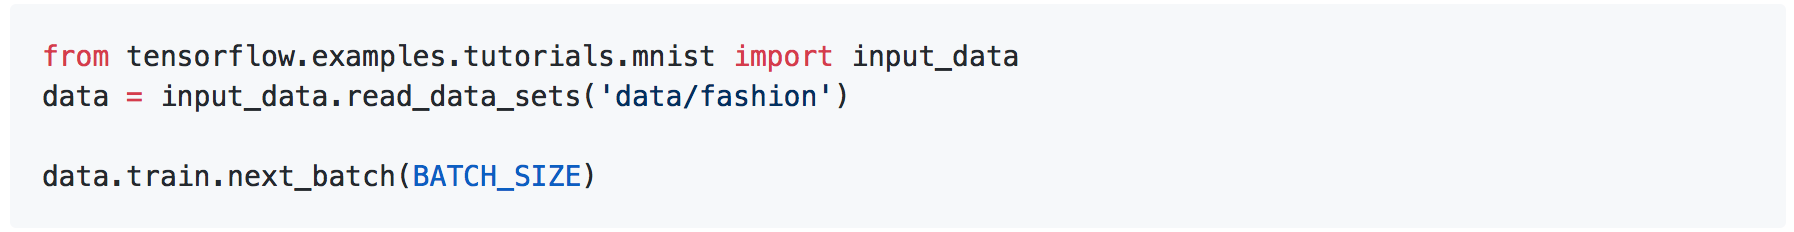 from tensorflow.examples.tutorials.mnist import input_data
data = input_data.read_data_sets('data/fashion')
data.train.next_batch(BATCH_SIZE)